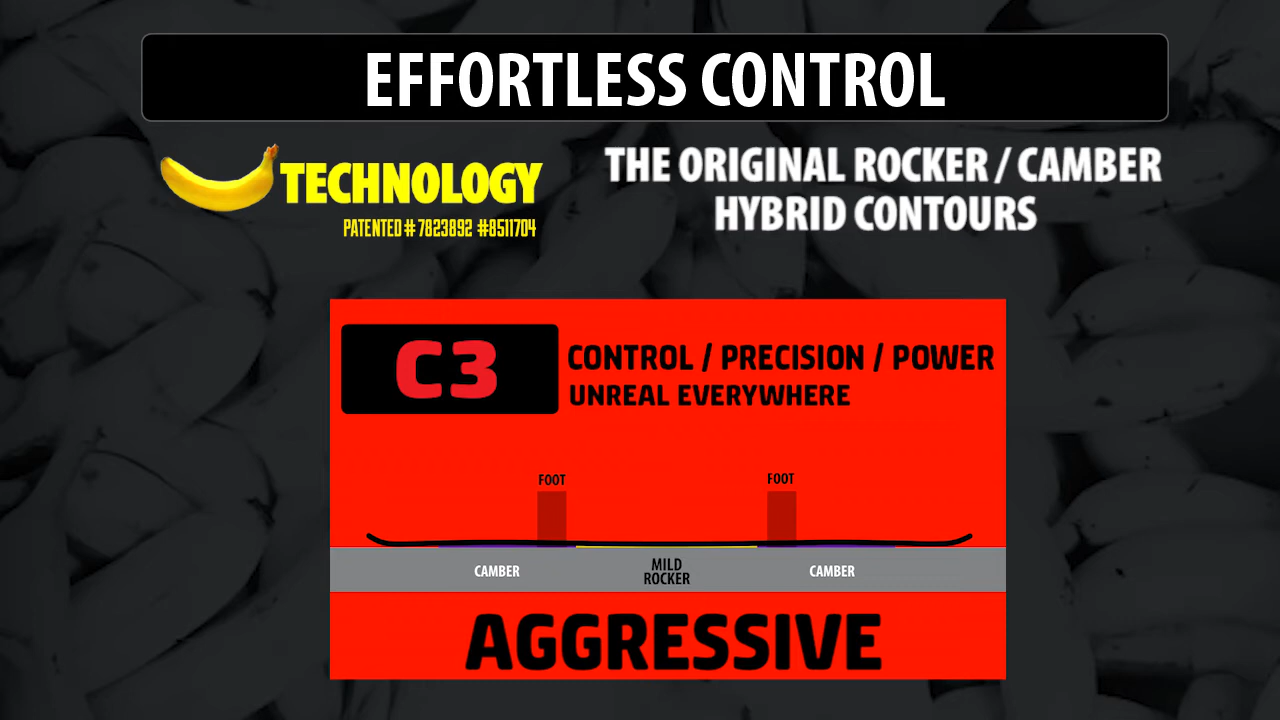 EFFORTLESS CONTROL
TECHNOLOGY
PATENTED # 7823892 #8511704
THE ORIGINAL ROCKER / CAMBER
HYBRID CONTOURS
C3
CONTROL / PRECISION / POWER
UNREAL EVERYWHERE
FOOT
FOOT
CAMBER
MILD
ROCKER
CAMBER
AGGRESSIVE